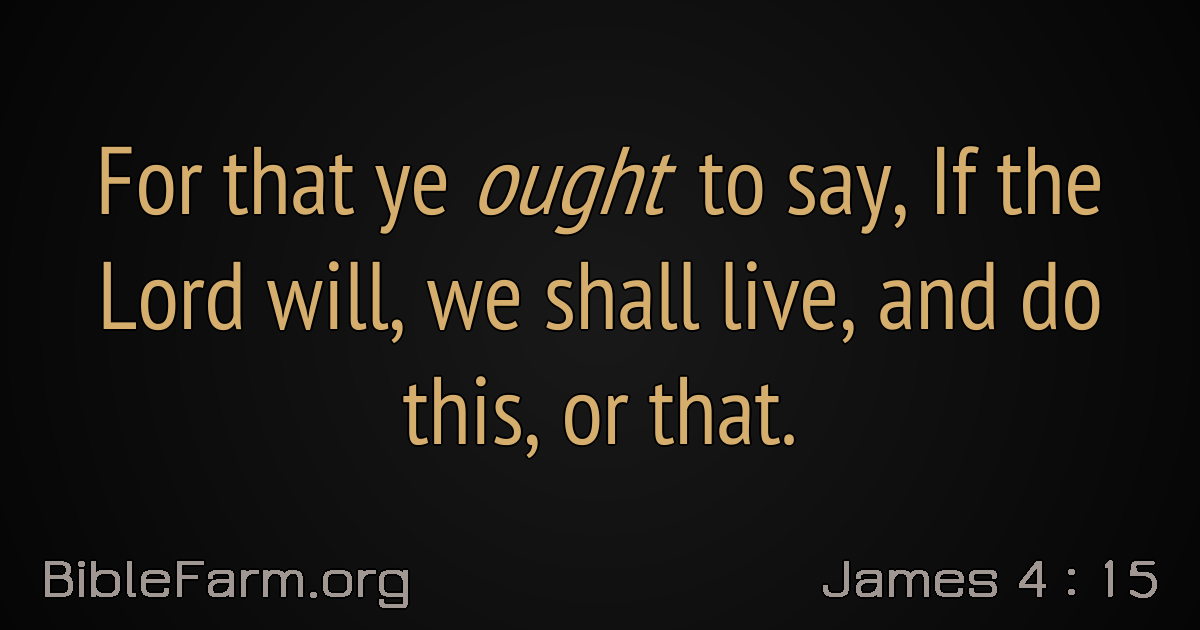 For that ye ought to say, If the
Lord will, we shall live, and do
this, or that.
BibleFarm.org
James 4 : 15